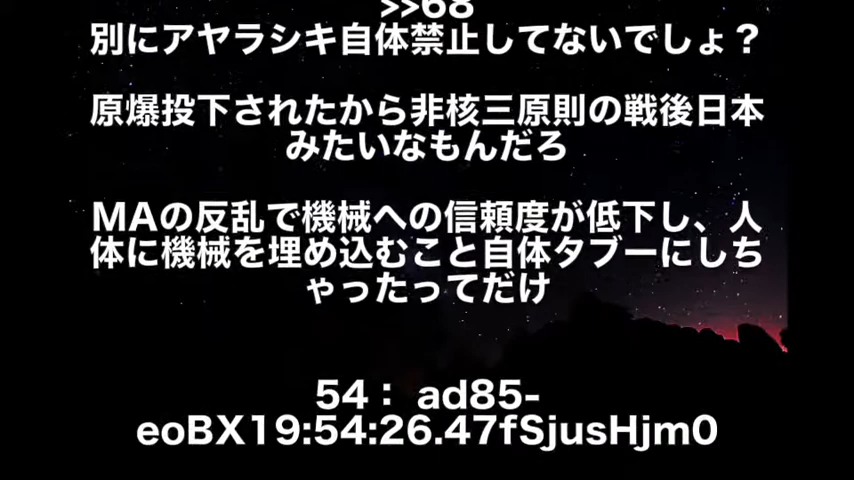 >>68
別にアヤラシキ自体禁止してないでしょ？
原爆投下されたから非核三原則の戦後日本
みたいなもんだろ
MAの反乱で機械への信頼度が低下し、人
体に機械を埋め込むこと自体タブーにしち
ゃったってだけ
54： ad85-
eoBX19:54:26.47fSjusHjm0